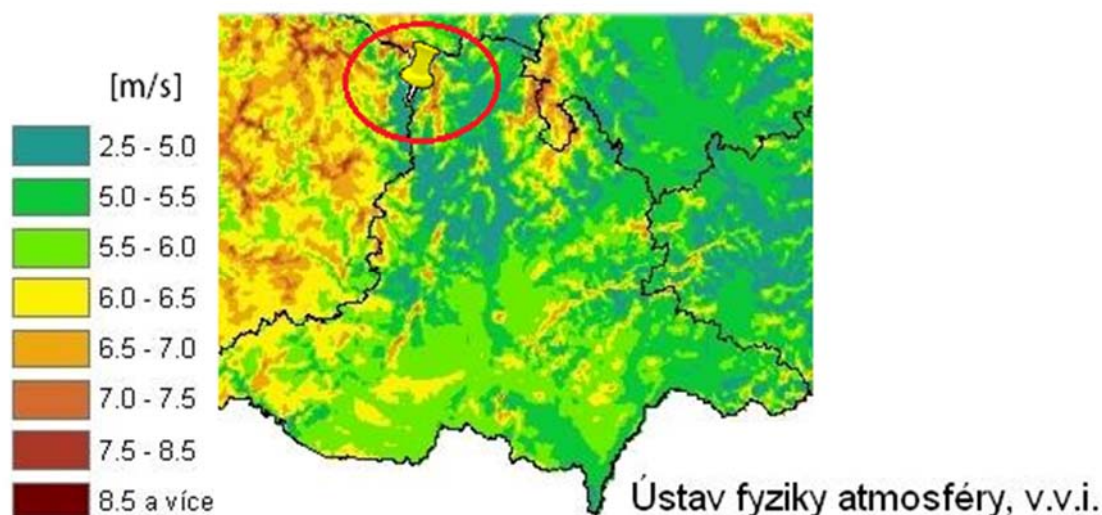 [m/s]
2.5 - 5.0
5.0 - 5.5
5.5 - 6.0
6.0 - 6.5
6.5 - 7.0
7.0 - 7.5
7.5 - 8.5
8.5 a více
Ústav fyziky atmosféry, v.v.i.